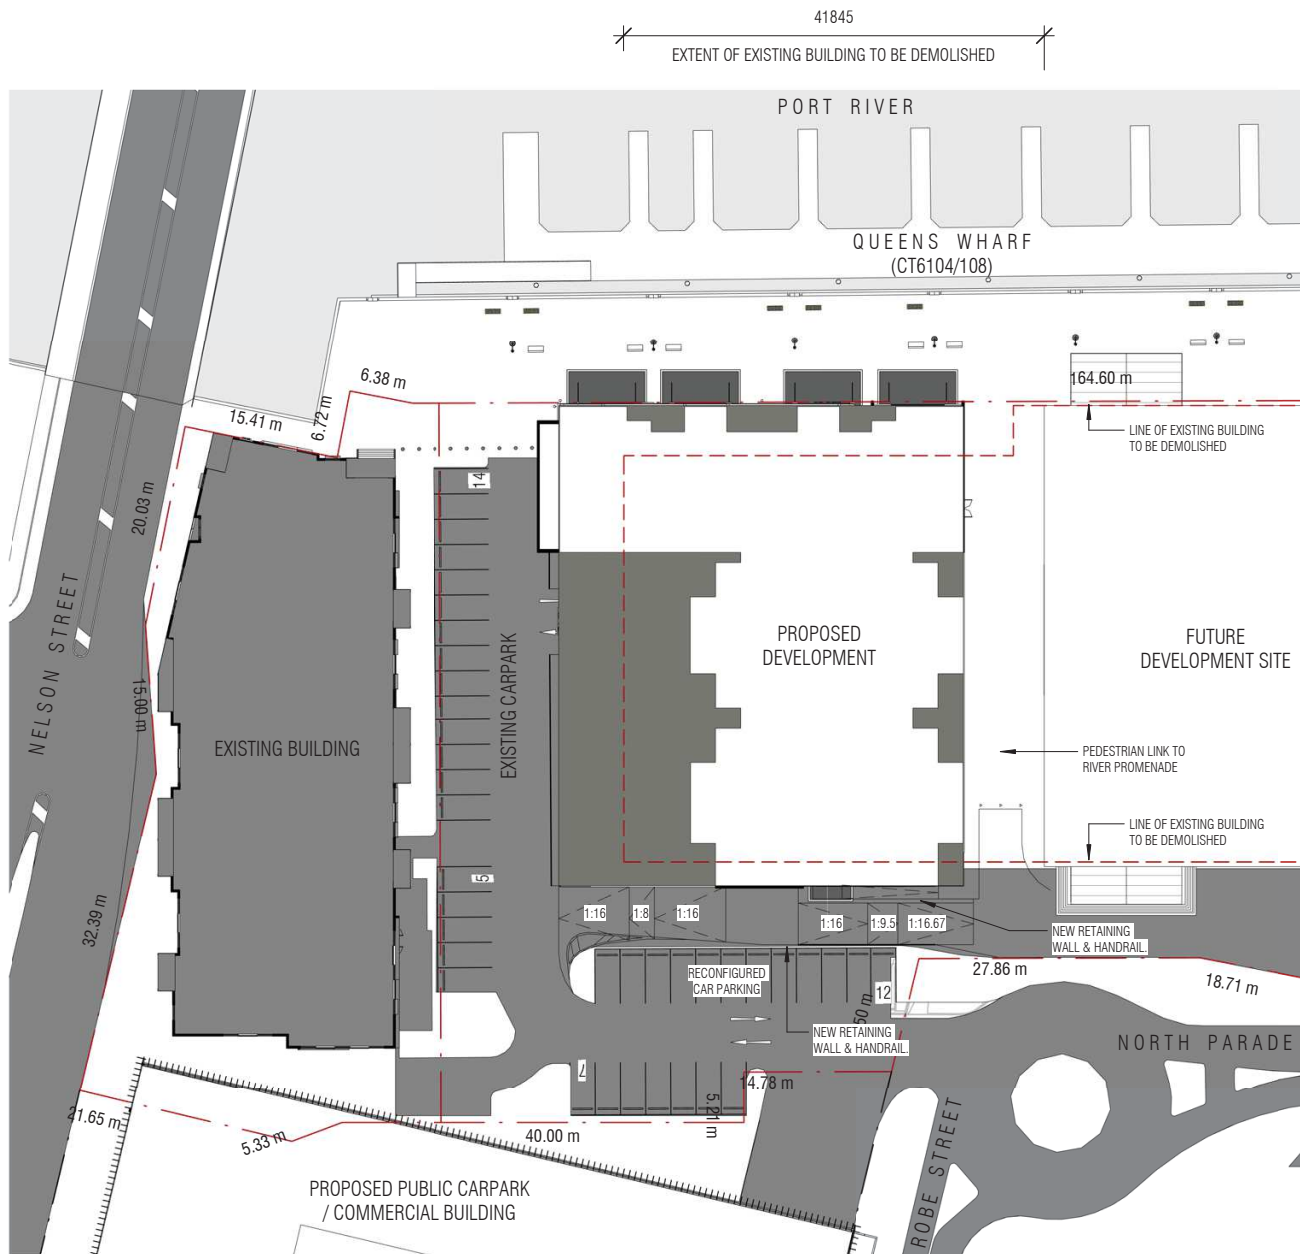 41845
EXTENT OF EXISTING BUILDING TO BE DEMOLISHED
PORT RIVER
QUEENS WHARF
(CT6104/108)
6.38 m
164.60 m
15.41 m
6.72 m
LINE OF EXISTING BUILDING
TO BE DEMOLISHED
14
20.03 m
NELSON STREET
15.00 m
EXISTING BUILDING
EXISTING CARPARK
PROPOSED
DEVELOPMENT
FUTURE
DEVELOPMENT SITE
PEDESTRIAN LINK TO
RIVER PROMENADE
LINE OF EXISTING BUILDING
TO BE DEMOLISHED
5
32.39 m
1:16
1:8
1:16
1:16
1:9.5
1:16.67
NEW RETAINING
WALL & HANDRAIL.
RECONFIGURED
CAR PARKING
27.86 m
18.71 m
12
50 m
NEW RETAINING
WALL & HANDRAIL.
NORTH PARADE
7
14.78 m
5.21 m
21.65 m
5.33 m
40.00 m
ROBE STREET
PROPOSED PUBLIC CARPARK
/ COMMERCIAL BUILDING